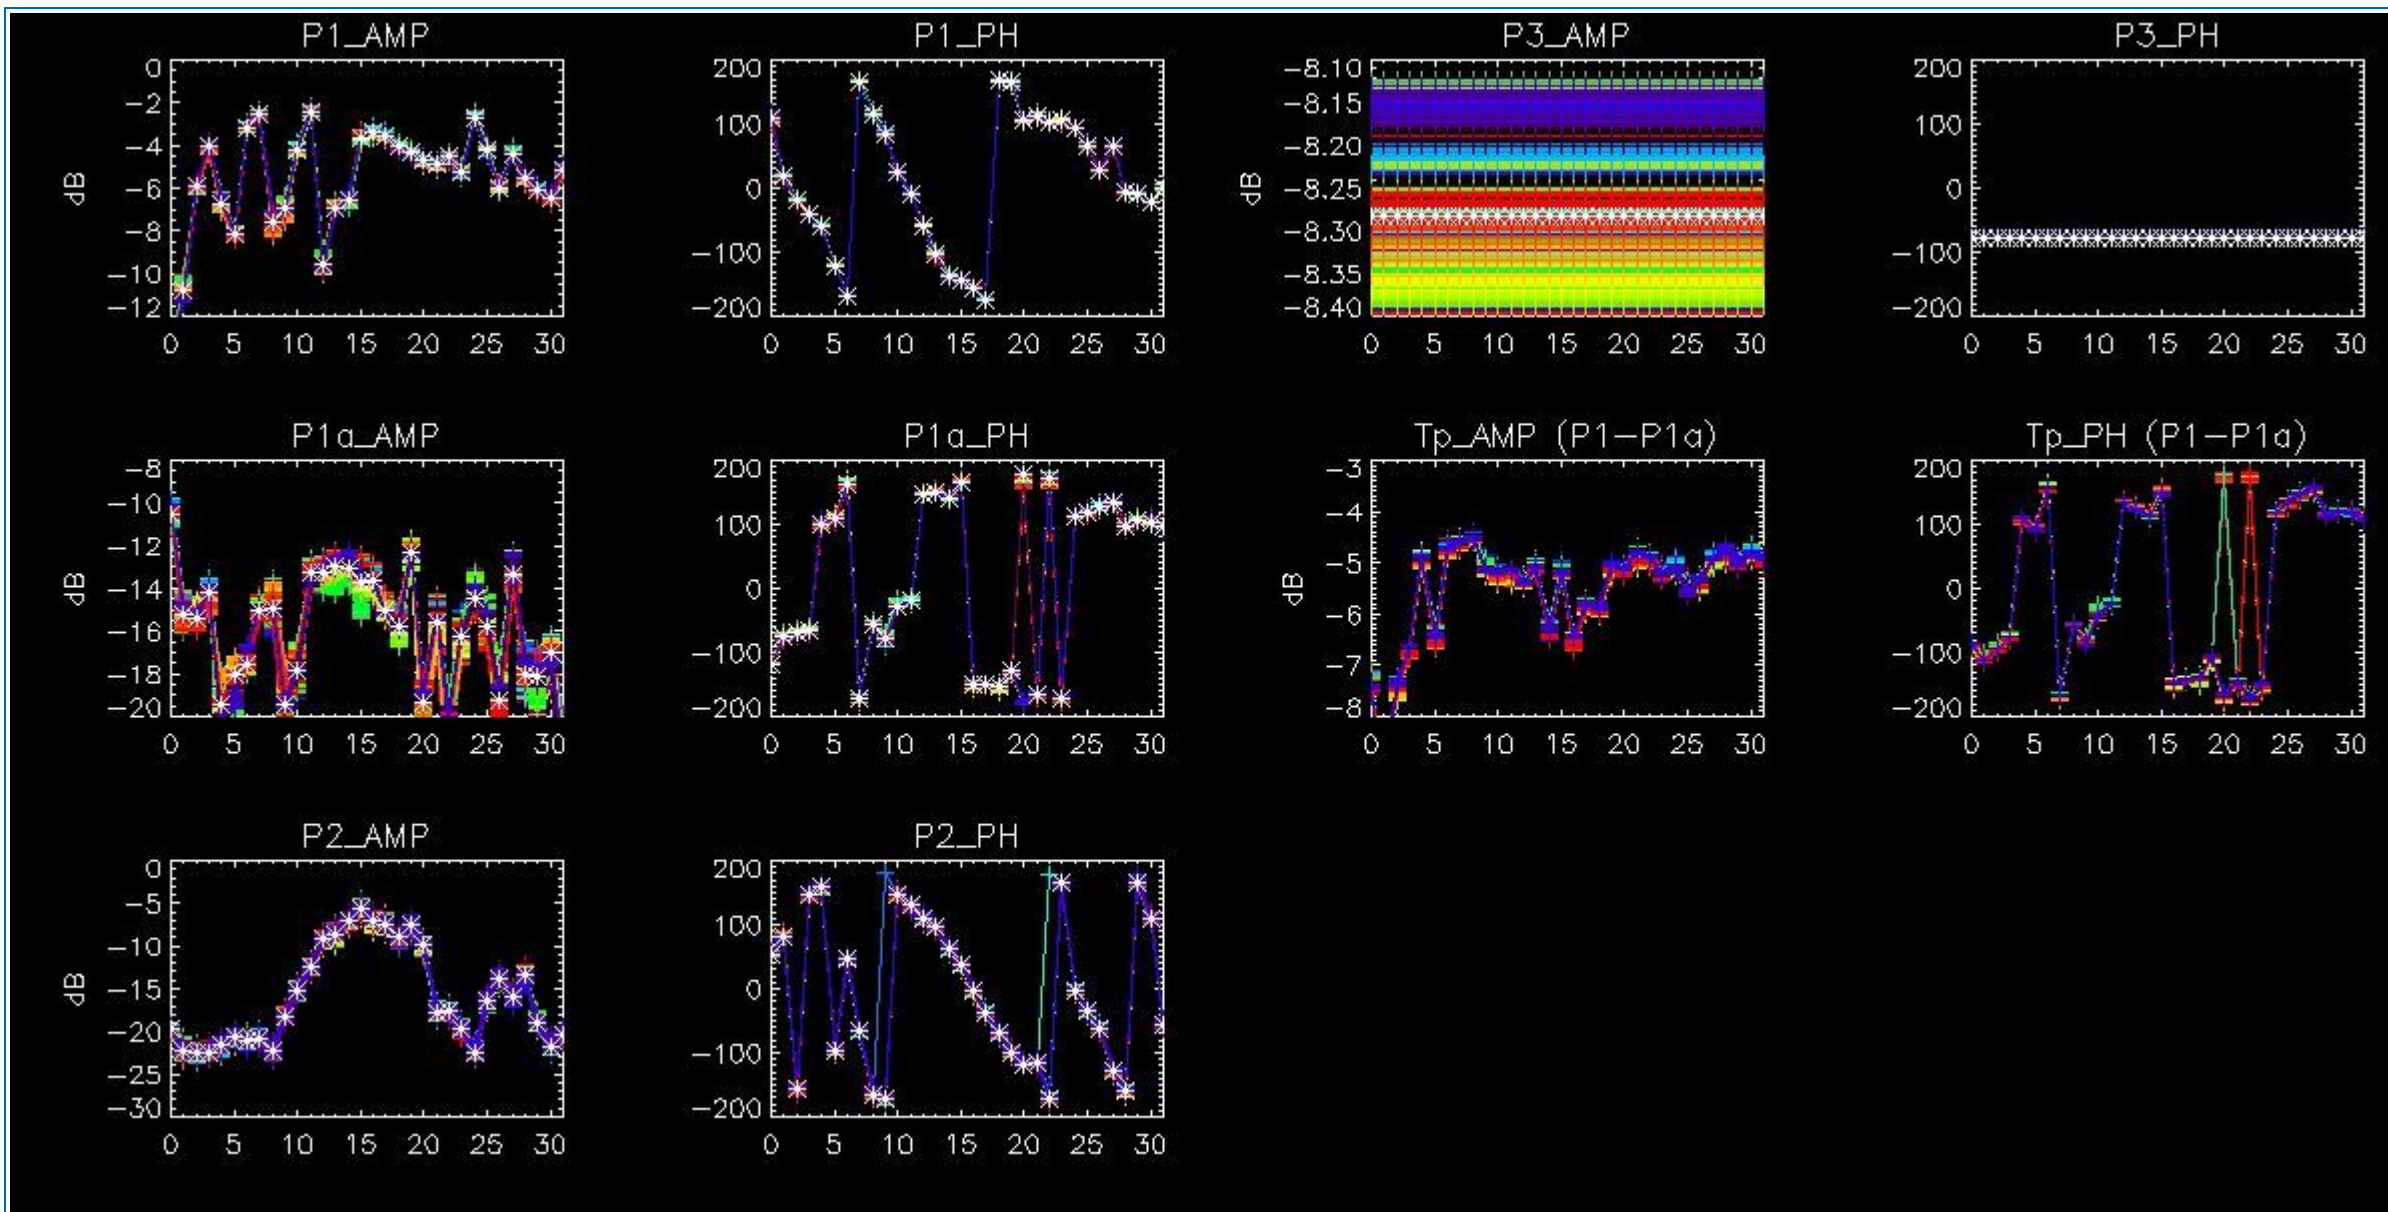 P1_AMP
0
−2
−4
−6
−8
−10
−12
dB
0 5 10 15 20 25 30
P1_PH
200
100
0
−100
−200
0 5 10 15 20 25 30
P3_AMP
−8.10
−8.15
−8.20
−8.25
−8.30
−8.35
−8.40
dB
0 5 10 15 20 25 30
P3_PH
200
100
0
−100
−200
0 5 10 15 20 25 30
P1a_AMP
−8
−10
−12
−14
−16
−18
−20
dB
0 5 10 15 20 25 30
P1a_PH
200
100
0
−100
−200
0 5 10 15 20 25 30
Tp_AMP (P1−P1a)
−3
−4
−5
−6
−7
−8
dB
0 5 10 15 20 25 30
Tp_PH (P1−P1a)
200
100
0
−100
−200
0 5 10 15 20 25 30
P2_AMP
0
−5
−10
−15
−20
−25
−30
dB
0 5 10 15 20 25 30
P2_PH
200
100
0
−100
−200
0 5 10 15 20 25 30